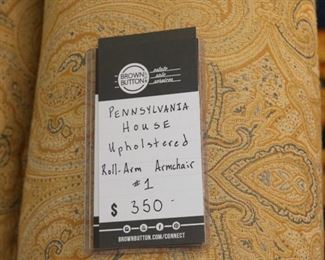 BROWN
BUTTON
estate
sale
services
PENNSYLVANIA
HOUSE
Upholstered
Roll-Arm Armchair
#1
$ 350-
BROWNBUTTON.COM/CONNECT